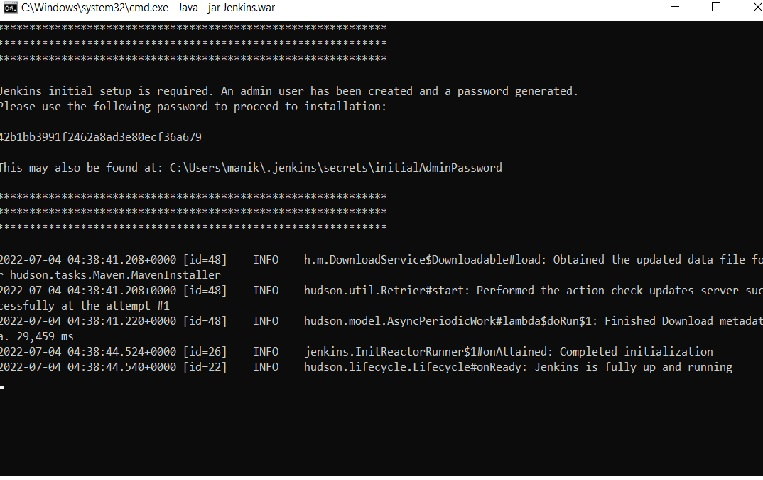 C:\Windows\system32\cmd.exe - Java -jar Jenkins.war
*************************************************************
*************************************************************
*************************************************************
Jenkins initial setup is required. An admin user has been created and a password generated.
Please use the following password to proceed to installation:
42b1bb3991f2462a8ad3e80ecf36a679
This may also be found at: C:\Users\manik\.jenkins\secrets\initialAdminPassword
*************************************************************
*************************************************************
*************************************************************
2022-07-04 04:38:41.208+0000 [id=48] INFO h.m.DownloadService$Downloadable#load: Obtained the updated data file fo
r hudson.tasks.Maven.MavenInstaller
2022-07-04 04:38:41.208+0000 [id=48] INFO hudson.util.Retrier#start: Performed the action check updates server suc
cessfully at the attempt #1
2022-07-04 04:38:41.220+0000 [id=48] INFO hudson.model.AsyncPeriodicWork#lambda$doRun$1: Finished Download metadat
a. 29,459 ms
2022-07-04 04:38:44.524+0000 [id=26] INFO jenkins.InitReactorRunner$1#onAttained: Completed initialization
2022-07-04 04:38:44.540+0000 [id=22] INFO hudson.lifecycle.Lifecycle#onReady: Jenkins is fully up and running